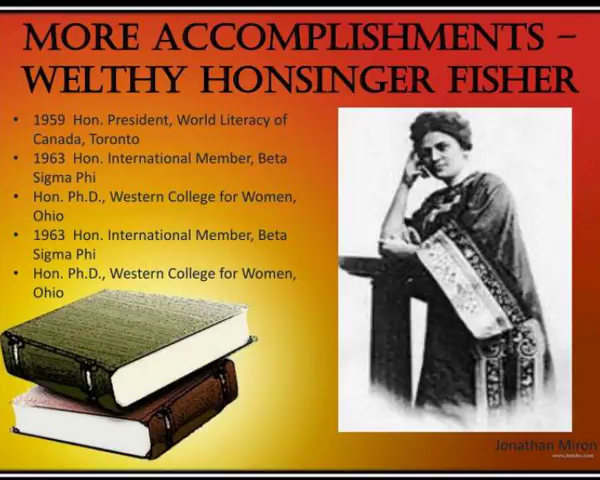 MORE ACCOMPLISHMENTS –
WELTHY HONSINGER FISHER
• 1959 Hon. President, World Literacy of
Canada, Toronto
• 1963 Hon. International Member, Beta
Sigma Phi
• Hon. Ph.D., Western College for Women,
Ohio
• 1963 Hon. International Member, Beta
Sigma Phi
• Hon. Ph.D., Western College for Women,
Ohio
Jonathan Miron